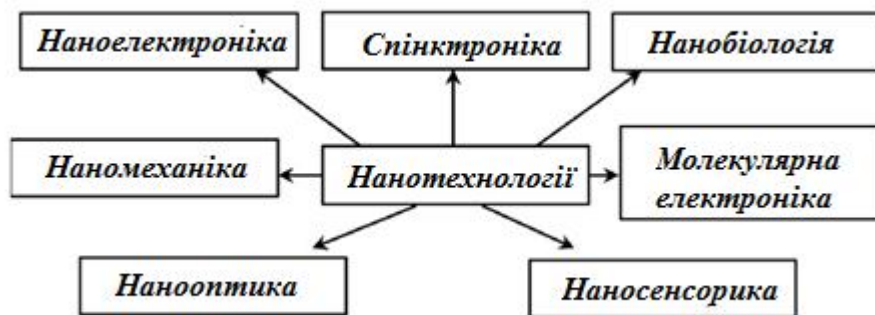 Наноелектроніка
Спінктроніка
Нанобіологія
Наномеханіка
Нанотехнології
Молекулярна
електроніка
Нанооптика
Наносенсорика